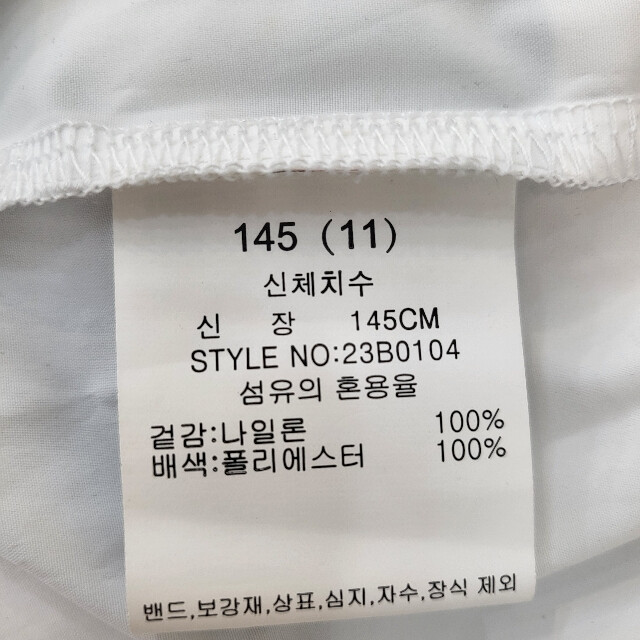 145 (11)
신체치수
신 장 145CM
STYLE NO:23B0104
섬유의 혼용율
겉감:나일론 100%
배색:폴리에스터 100%
밴드,보강재,상표,심지,자수,장식 제외